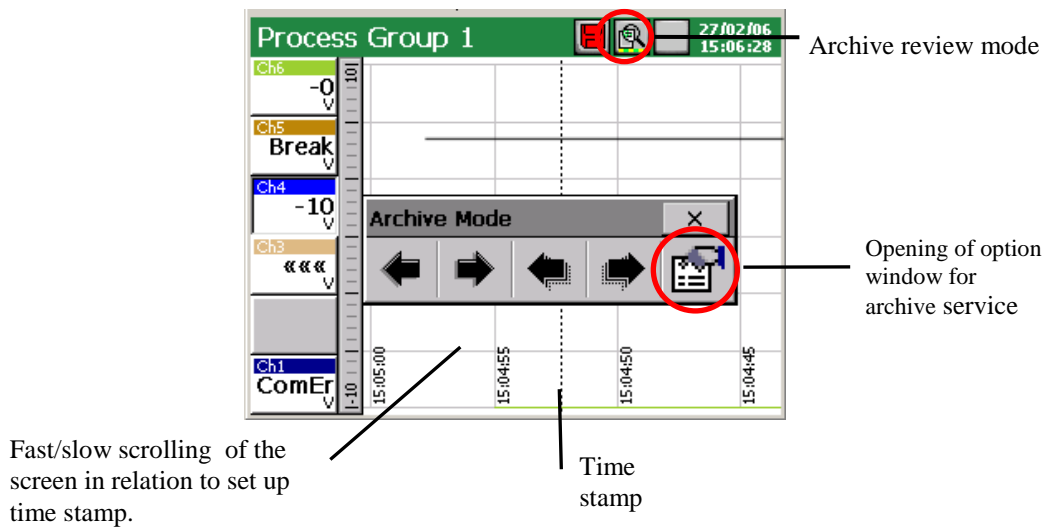 Process Group 1
27/02/06
15:06:28
Archive review mode
Ch6
-0
V
10
Ch5
Break
V
Ch4
-10
V
Archive Mode
×
Ch3
«««
V
Opening of option
window for
archive service
Ch1
ComEr
V
-10
15:05:00
15:04:55
15:04:50
15:04:45
Fast/slow scrolling of the
screen in relation to set up
time stamp.
Time
stamp